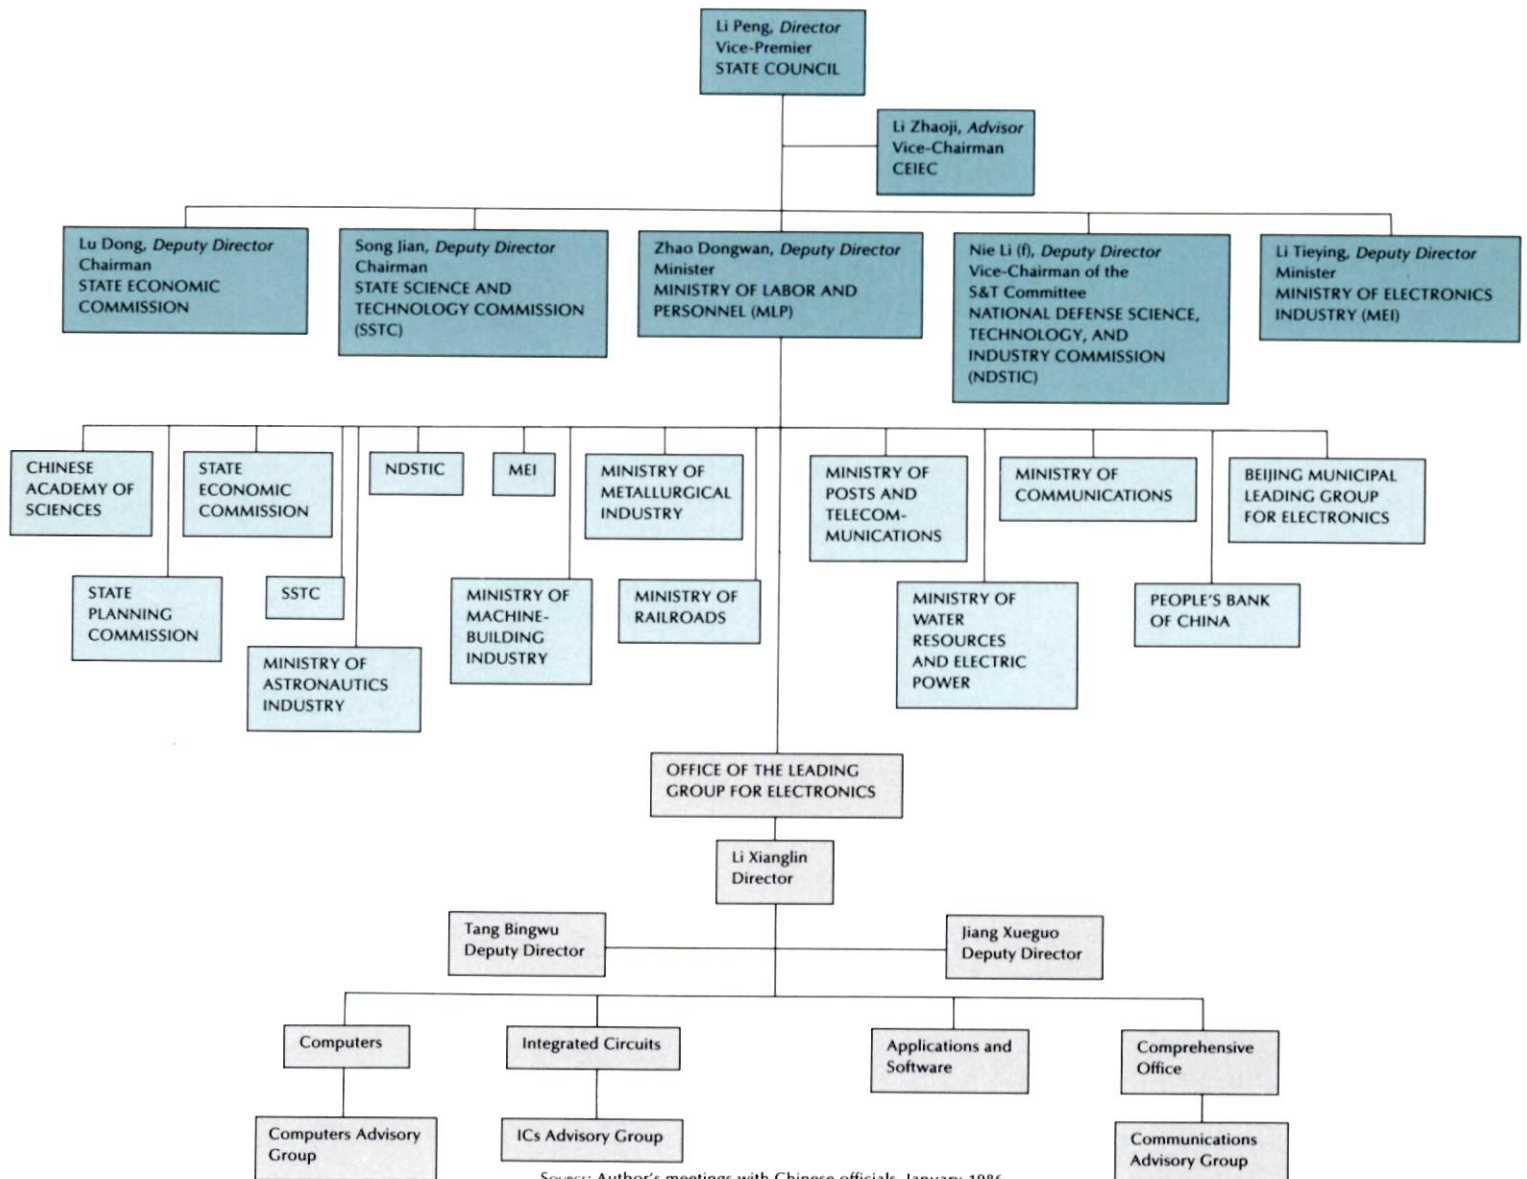 Li Peng, Director
Vice-Premier
STATE COUNCIL
Li Zhaoji, Advisor
Vice-Chairman
CEIEC
Lu Dong, Deputy Director
Chairman
STATE ECONOMIC
COMMISSION
Song Jian, Deputy Director
Chairman
STATE SCIENCE AND
TECHNOLOGY COMMISSION
(SSTC)
Zhao Dongwan, Deputy Director
Minister
MINISTRY OF LABOR AND
PERSONNEL (MLP)
Nie Li (f), Deputy Director
Vice-Chairman of the
S&T Committee
NATIONAL DEFENSE SCIENCE,
TECHNOLOGY, AND
INDUSTRY COMMISSION
(NDSTIC)
Li Tieying, Deputy Director
Minister
MINISTRY OF ELECTRONICS
INDUSTRY (MEI)
CHINESE
ACADEMY OF
SCIENCES
STATE
ECONOMIC
COMMISSION
NDSTIC
MEI
MINISTRY OF
METALLURGICAL
INDUSTRY
MINISTRY OF
POSTS AND
TELECOM-
MUNICATIONS
MINISTRY OF
COMMUNICATIONS
BEIJING MUNICIPAL
LEADING GROUP
FOR ELECTRONICS
STATE
PLANNING
COMMISSION
SSTC
MINISTRY OF
ASTRONAUTICS
INDUSTRY
MINISTRY OF
MACHINE-
BUILDING
INDUSTRY
MINISTRY OF
RAILROADS
MINISTRY OF
WATER
RESOURCES
AND ELECTRIC
POWER
PEOPLE'S BANK
OF CHINA
OFFICE OF THE LEADING
GROUP FOR ELECTRONICS
Li Xianglin
Director
Tang Bingwu
Deputy Director
Jiang Xueguo
Deputy Director
Computers
Integrated Circuits
Applications and
Software
Comprehensive
Office
Computers Advisory
Group
ICs Advisory Group
Communications
Advisory Group
SOURCE: Author's meetings with Chinese officials, January 1986